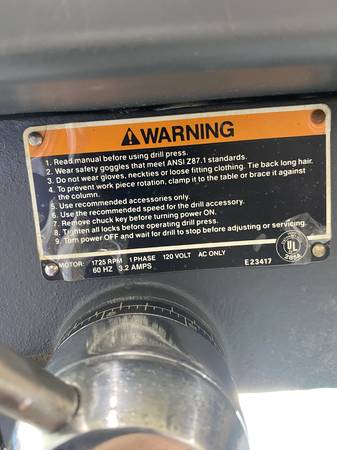 WARNING
1. Read manual before using drill press.
2. Wear safety goggles that meet ANSI Z87.1 standards.
3. Do not wear gloves, neckties or loose fitting clothing. Tie back long hair.
4. To prevent work piece rotation, clamp it to the table or brace it against
the column.
5. Use recommended accessories only.
6. Use the recommended speed for the drill accessory.
7. Remove chuck key before turning power ON.
8. Tighten all locks before operating drill press.
9. Turn power OFF and wait for drill to stop before adjusting or servicing.
MOTOR: 1725 RPM 1 PHASE 120 VOLT AC ONLY
60 HZ 3.2 AMPS E23417
UL